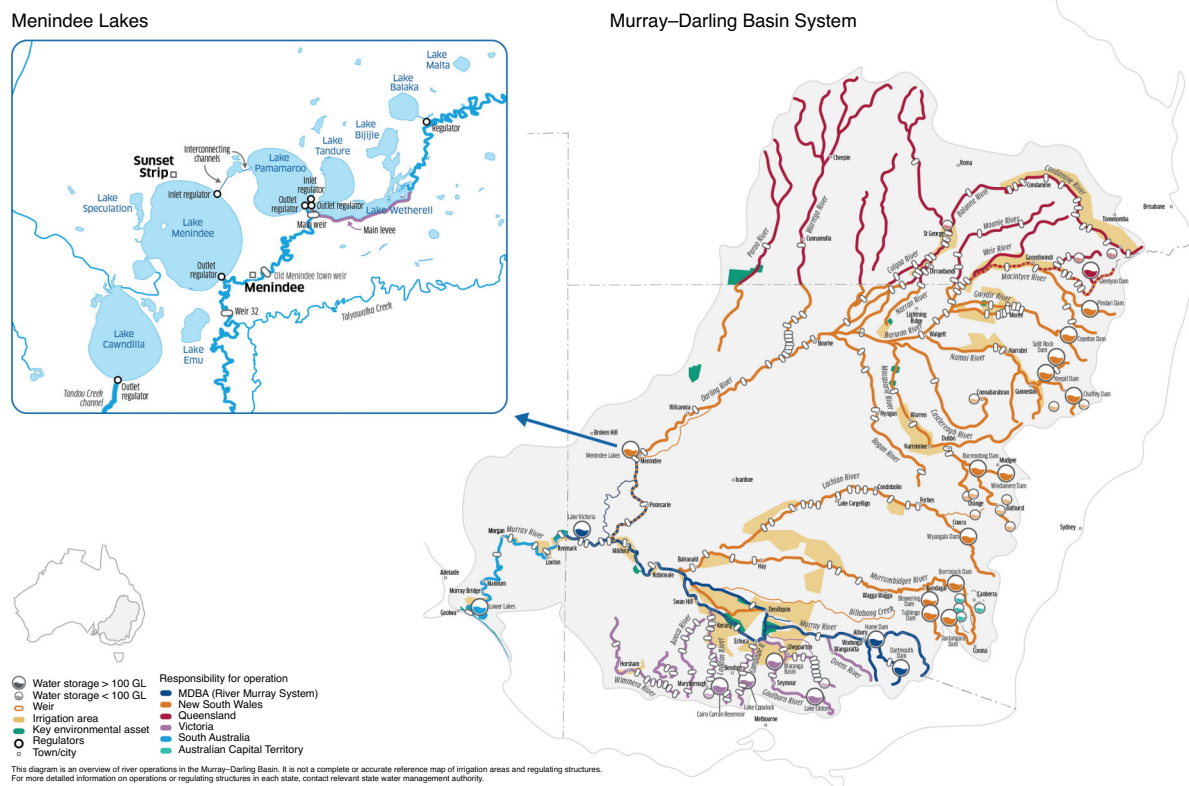 Menindee Lakes
Murray–Darling Basin System
Lake
Malta
Lake
Balaka
Regulator
Lake
Bijijie
Lake
Tandure
Interconnecting
channels
Lake
Pamamaroo
Sunset
Strip
Inlet regulator
Inlet
regulator
Outlet
regulator
Outlet regulator
Lake Wetherell
Main weir
Main levee
Lake
Speculation
Lake
Menindee
Outlet
regulator
Old Menindee town weir
Menindee
Weir 32
Talyawalka Creek
Lake
Cawndilla
Lake
Emu
Outlet
regulator
Tandou Creek
channel
Cheepie
Roma
Condamine River
Condamine
Balonne River
Toowoomba
Brisbane
Paroo River
Warrego River
Cunnamulla
St George
Moonie River
Weir River
Culgoa River
Dirranbandi
Goondiwindi
Macintyre River
Glenlyon Dam
Pindari Dam
Narran River
Lightning
Ridge
Gwydir River
Moree
Copeton Dam
Barwon River
Walgett
Bourke
Namoi River
Narrabri
Split Rock
Dam
Keepit Dam
Chaffey Dam
Gunnedah
Coonabarabran
Macquarie River
Darling River
Wilcannia
Nyngan
Warren
Castlereagh River
Bogan River
Narromine
Dubbo
Broken Hill
Menindee Lakes
Menindee
Burrendong Dam
Mudgee
Windamere Dam
Ivanhoe
Lachlan River
Condobolin
Lake Cargelligo
Forbes
Orange
Bathurst
Cowra
Wyangala Dam
Sydney
Pooncarie
Lake Victoria
Morgan
Murray River
Renmark
Loxton
Mildura
Robinvale
Balranald
Hay
Murrumbidgee River
Wagga Wagga
Burrinjuck Dam
Gundagai
Blowering
Dam
Talbingo
Dam
Canberra
Tantangara
Dam
Cooma
Adelaide
Mannum
Murray Bridge
Goolwa
Lower Lakes
Swan Hill
Deniliquin
Billabong Creek
Kerang
Murray River
Echuca
Albury
Hume Dam
Wodonga
Wangaratta
Dartmouth
Dam
Avoca River
Loddon River
Shepparton
Waranga
Basin
Ovens River
Horsham
Wimmera River
Maryborough
Bendigo
Seymour
Goulburn River
Lake Eildon
Lake Eppalock
Cairn Curran Reservoir
Melbourne
Water storage > 100 GL
Water storage < 100 GL
Weir
Irrigation area
Key environmental asset
Regulators
Town/city
Responsibility for operation
MDBA (River Murray System)
New South Wales
Queensland
Victoria
South Australia
Australian Capital Territory
This diagram is an overview of river operations in the Murray–Darling Basin. It is not a complete or accurate reference map of irrigation areas and regulating structures.
For more detailed information on operations or regulating structures in each state, contact relevant state water management authority.